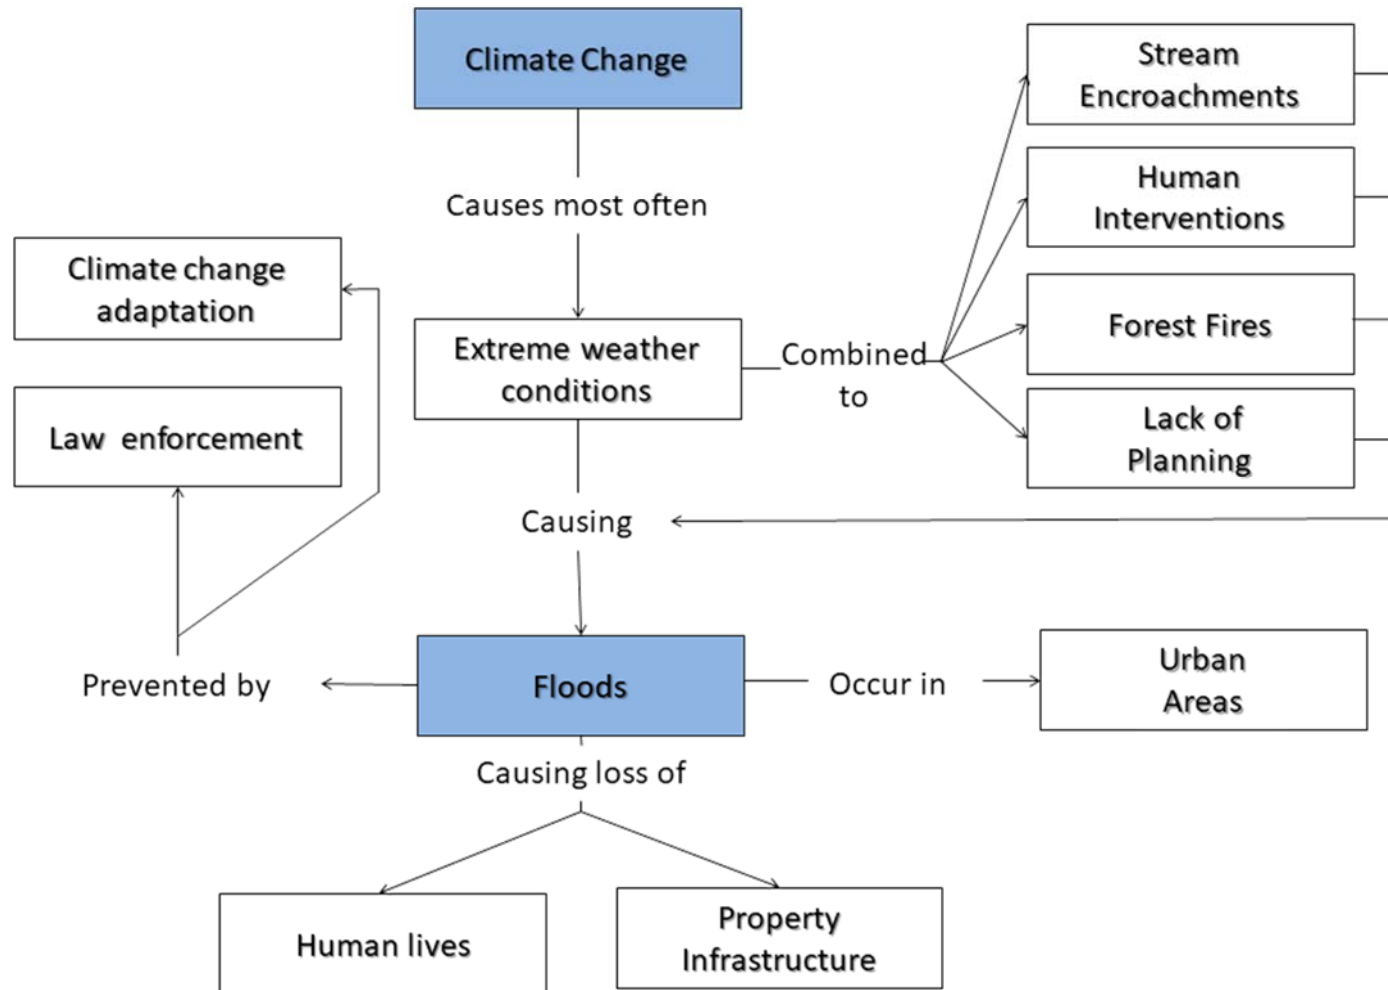 Climate Change
Stream
Encroachments
Causes most often
Human
Interventions
Climate change
adaptation
Extreme weather
conditions
Combined
to
Forest Fires
Law enforcement
Lack of
Planning
Causing
Prevented by
Floods
Occur in
Urban
Areas
Causing loss of
Human lives
Property
Infrastructure